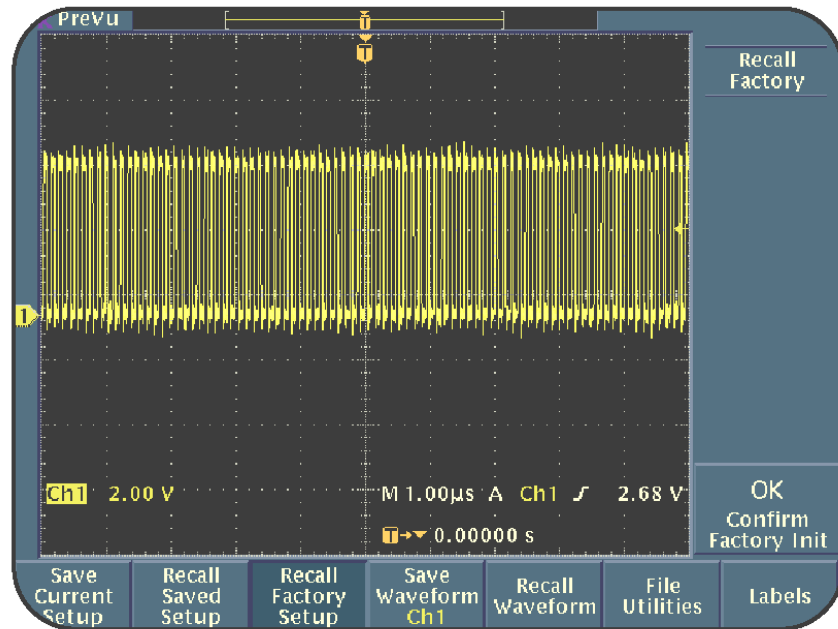 PreVu
T
T
Recall
Factory
1
Ch1 2.00 V M 1.00μs A Ch1 2.68 V
T 0.00000 s
OK
Confirm
Factory Init
Save
Current
Setup
Recall
Saved
Setup
Recall
Factory
Setup
Save
Waveform
Ch1
Recall
Waveform
File
Utilities
Labels